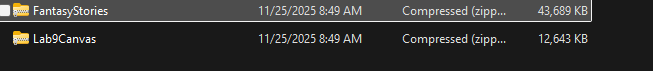 FantasyStories 11/25/2025 8:49 AM Compressed (zipp... 43,689 KB
Lab9Canvas 11/25/2025 8:49 AM Compressed (zipp... 12,643 KB